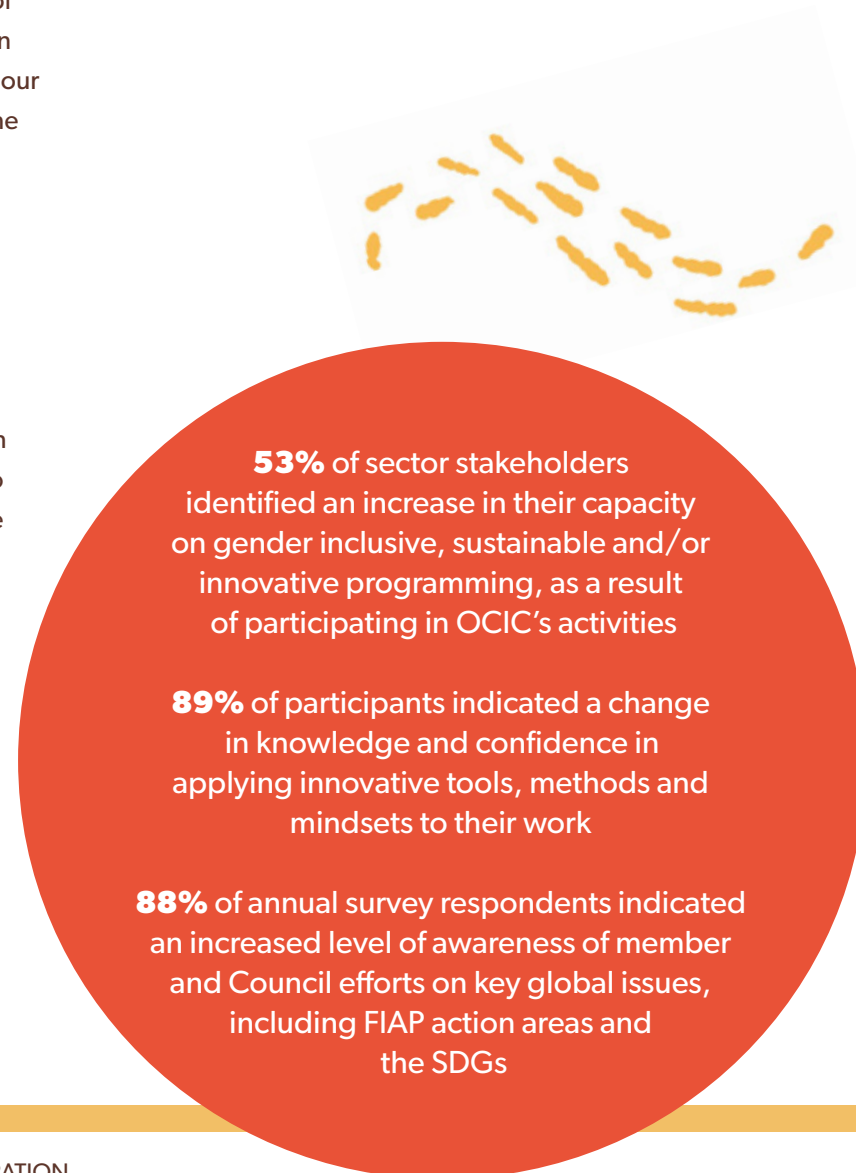 our
53% of sector stakeholders
identified an increase in their capacity
on gender inclusive, sustainable and/or
innovative programming, as a result
of participating in OCIC's activities
89% of participants indicated a change
in knowledge and confidence in
applying innovative tools, methods and
mindsets to their work
88% of annual survey respondents indicated
an increased level of awareness of member
and Council efforts on key global issues,
including FIAP action areas and
the SDGs